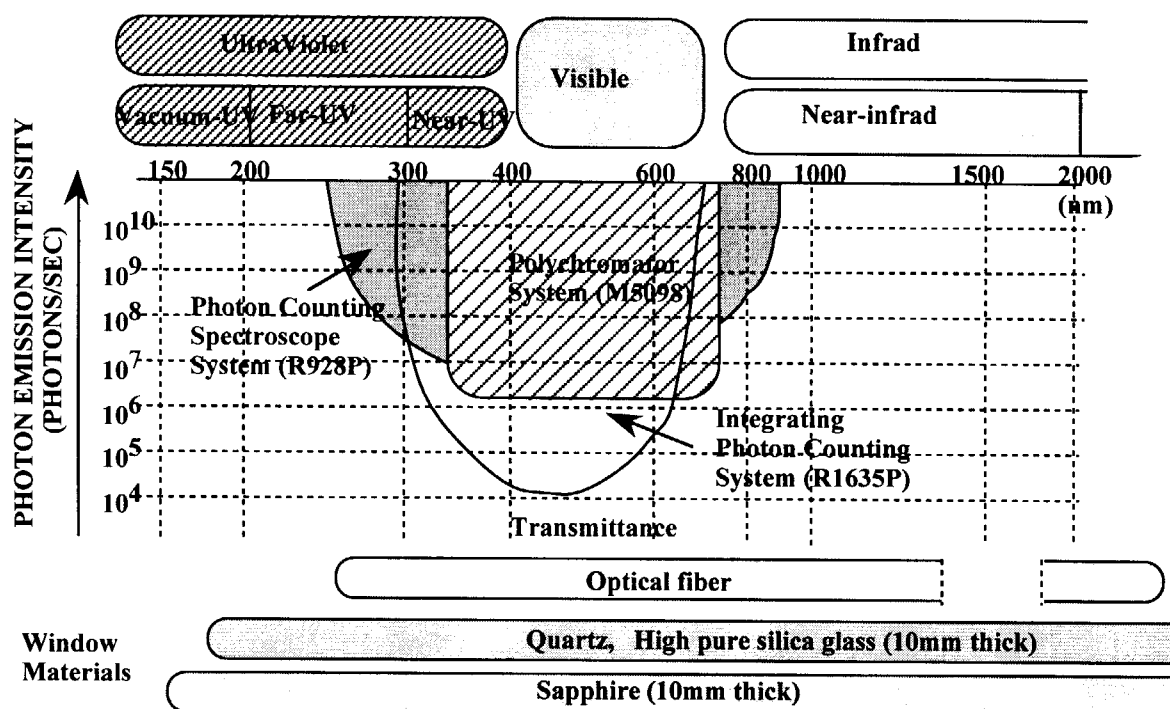 UltraViolet
Visible
Infrad
Vacuum-UV Far-UV Near-UV
Near-infrad
150 200 300 400 600 800 1000 1500 2000
(nm)
PHOTON EMISSION INTENSITY
(PHOTONS/SEC)
10^10
10^9
10^8
10^7
10^6
10^5
10^4
Photon Counting
Spectroscope
System (R928P)
Polychromator
System (M5098)
Integrating
Photon Counting
System (R1635P)
Transmittance
Optical fiber
Window
Materials
Quartz, High pure silica glass (10mm thick)
Sapphire (10mm thick)